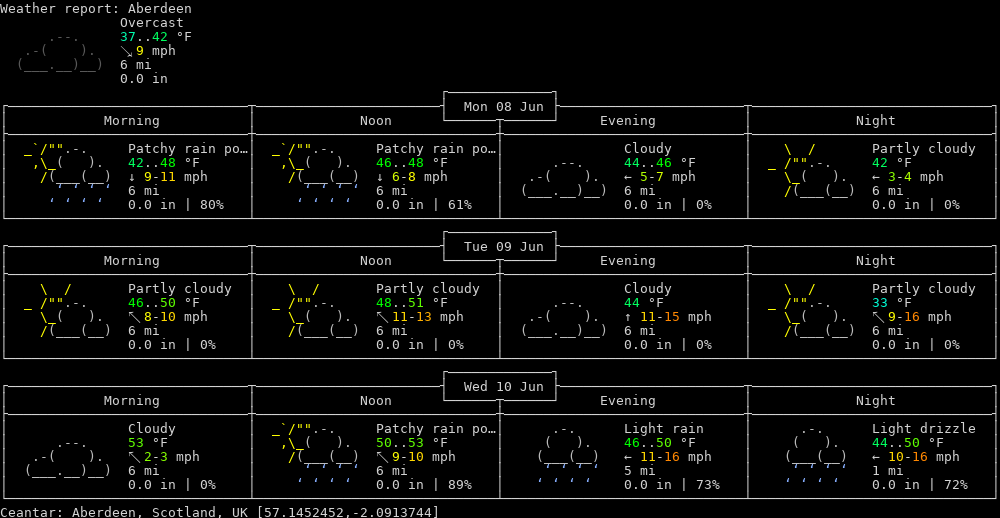 Weather report: Aberdeen
Overcast
37..42 °F
↘ 9 mph
6 mi
0.0 in
Mon 08 Jun
Morning Noon Evening Night
Patchy rain po… Patchy rain po… Cloudy Partly cloudy
42..48 °F 46..48 °F 44..46 °F 42 °F
↓ 9-11 mph ↓ 6-8 mph ← 5-7 mph ← 3-4 mph
6 mi 6 mi 6 mi 6 mi
0.0 in | 80% 0.0 in | 61% 0.0 in | 0% 0.0 in | 0%
Tue 09 Jun
Morning Noon Evening Night
Partly cloudy Partly cloudy Cloudy Partly cloudy
46..50 °F 48..51 °F 44 °F 33 °F
↖ 8-10 mph ↖ 11-13 mph ↑ 11-15 mph ↖ 9-16 mph
6 mi 6 mi 6 mi 6 mi
0.0 in | 0% 0.0 in | 0% 0.0 in | 0% 0.0 in | 0%
Wed 10 Jun
Morning Noon Evening Night
Cloudy Patchy rain po… Light rain Light drizzle
53 °F 50..53 °F 46..50 °F 44..50 °F
↖ 2-3 mph ↖ 9-10 mph ← 11-16 mph ← 10-16 mph
6 mi 6 mi 5 mi 1 mi
0.0 in | 0% 0.0 in | 89% 0.0 in | 73% 0.0 in | 72%
Ceantar: Aberdeen, Scotland, UK [57.1452452,-2.0913744]